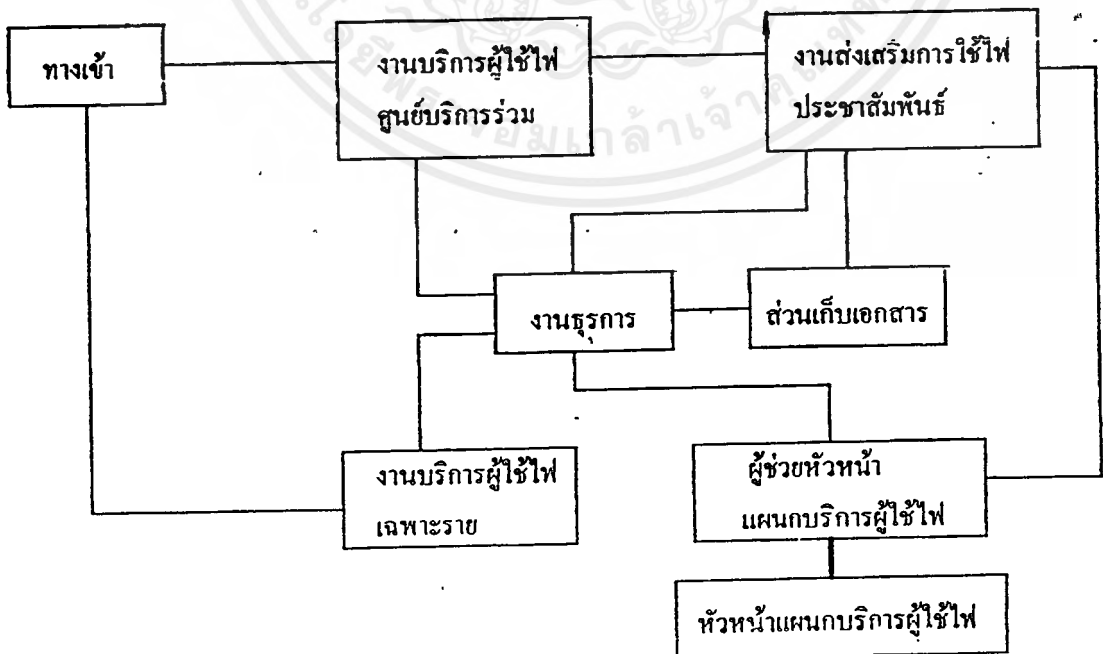 ทางเข้า
งานบริการผู้ใช้ไฟ
ศูนย์บริการร่วม
งานส่งเสริมการใช้ไฟ
ประชาสัมพันธ์
งานธุรการ
ส่วนเก็บเอกสาร
งานบริการผู้ใช้ไฟ
เฉพาะราย
ผู้ช่วยหัวหน้า
แผนกบริการผู้ใช้ไฟ
หัวหน้าแผนกบริการผู้ใช้ไฟ